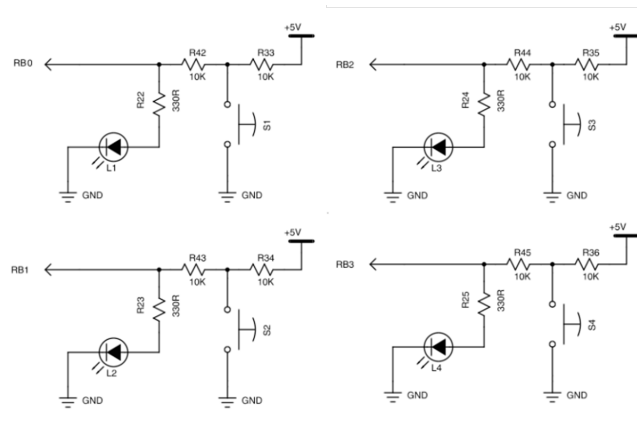 +5V
RB0
R42
10K
R33
10K
R22
330R
S1
L1
GND
GND
+5V
RB2
R44
10K
R35
10K
R24
330R
S3
L3
GND
GND
+5V
RB1
R43
10K
R34
10K
R23
330R
S2
L2
GND
GND
+5V
RB3
R45
10K
R36
10K
R25
330R
S4
L4
GND
GND